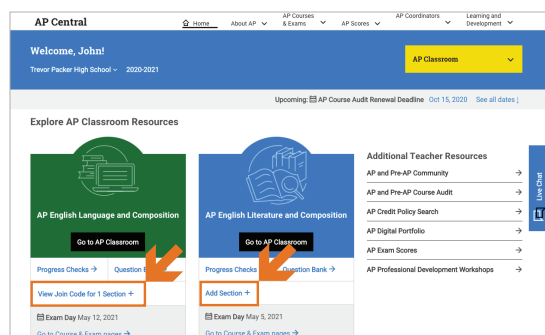 AP Central
Home
About AP
AP Courses
& Exams
AP Scores
AP Coordinators
Learning and
Development
Welcome, John!
Trevor Packer High School
2020-2021
AP Classroom
Upcoming: AP Course Audit Renewal Deadline Oct 15, 2020 See all dates
Explore AP Classroom Resources
AP English Language and Composition
Go to AP
Classroom
Progress Checks
Question
View Join Code for 1
Section +
Exam Day May 12, 2021
Go to Course & Exam pages
AP English Literature and Composition
Go to AP
Classroom
Progress Checks
Question Bank
Add Section +
Exam Day May 5, 2021
Go to Course & Exam pages
Additional Teacher Resources
AP and Pre-AP Community
AP and Pre-AP Course Audit
AP Credit Policy Search
AP Digital Portfolio
AP Exam Scores
AP Professional Development Workshops
Live Chat